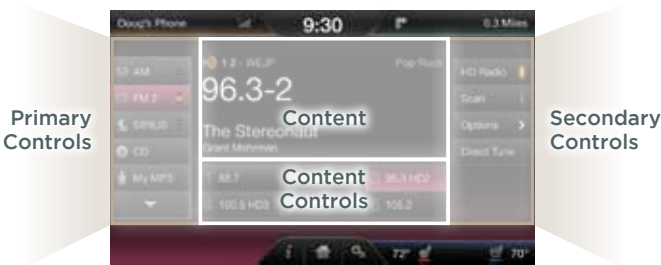 Doug's Phone 9:30 0.3 Miles
Primary Controls
AM
FM 2
SIRIUS
CD
My MP3
Content
1 2 - WEJP Pop Rock
96.3-2
The Stereonaut
Grant Mohrman
Content Controls
88.7 96.3 HD2
100.5 HD3 105.3
Secondary Controls
HD Radio
Scan
Options >
Direct Tune
i 72° 70°